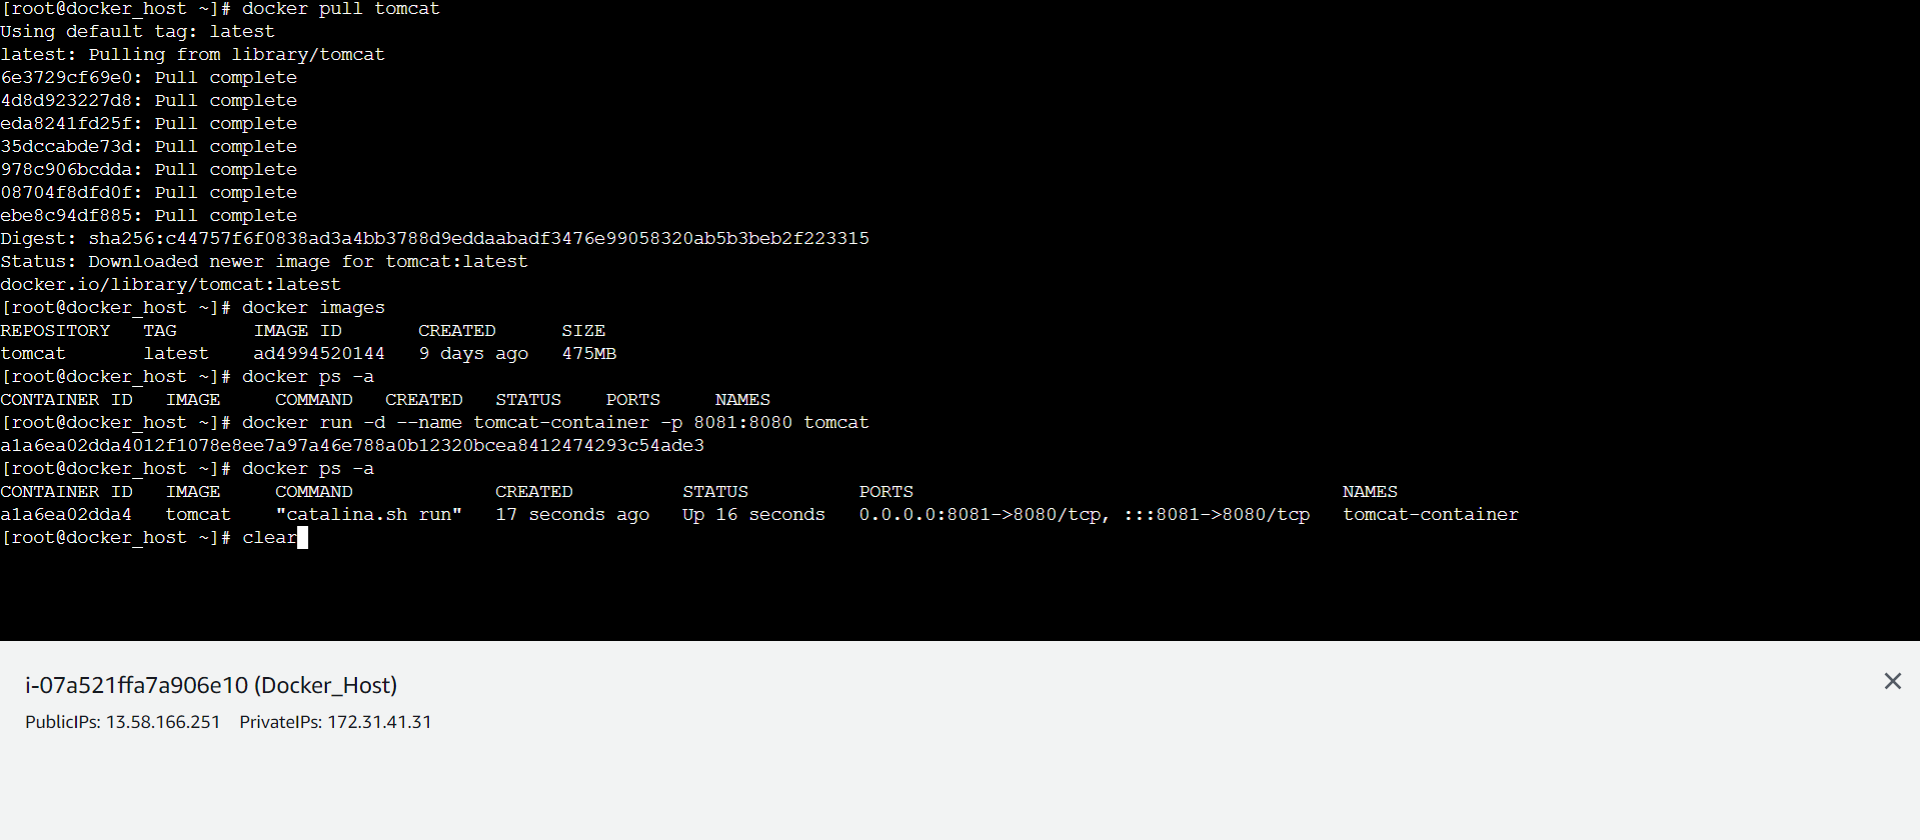 [root@docker_host ~]# docker pull tomcat
Using default tag: latest
latest: Pulling from library/tomcat
6e3729cf69e0: Pull complete
4d8d923227d8: Pull complete
eda8241fd25f: Pull complete
35dccabde73d: Pull complete
978c906bcdda: Pull complete
08704f8dfd0f: Pull complete
ebe8c94df885: Pull complete
Digest: sha256:c44757f6f0838ad3a4bb3788d9eddaabadf3476e99058320ab5b3beb2f223315
Status: Downloaded newer image for tomcat:latest
docker.io/library/tomcat:latest
[root@docker_host ~]# docker images
REPOSITORY   TAG       IMAGE ID       CREATED      SIZE
tomcat       latest    ad4994520144   9 days ago   475MB
[root@docker_host ~]# docker ps -a
CONTAINER ID   IMAGE     COMMAND   CREATED   STATUS    PORTS     NAMES
[root@docker_host ~]# docker run -d --name tomcat-container -p 8081:8080 tomcat
a1a6ea02dda4012f1078e8ee7a97a46e788a0b12320bcea8412474293c54ade3
[root@docker_host ~]# docker ps -a
CONTAINER ID   IMAGE     COMMAND             CREATED          STATUS          PORTS                                       NAMES
a1a6ea02dda4   tomcat    "catalina.sh run"   17 seconds ago   Up 16 seconds   0.0.0.0:8081->8080/tcp, :::8081->8080/tcp   tomcat-container
[root@docker_host ~]# clear
i-07a521ffa7a906e10 (Docker_Host)
PublicIPs: 13.58.166.251 PrivateIPs: 172.31.41.31